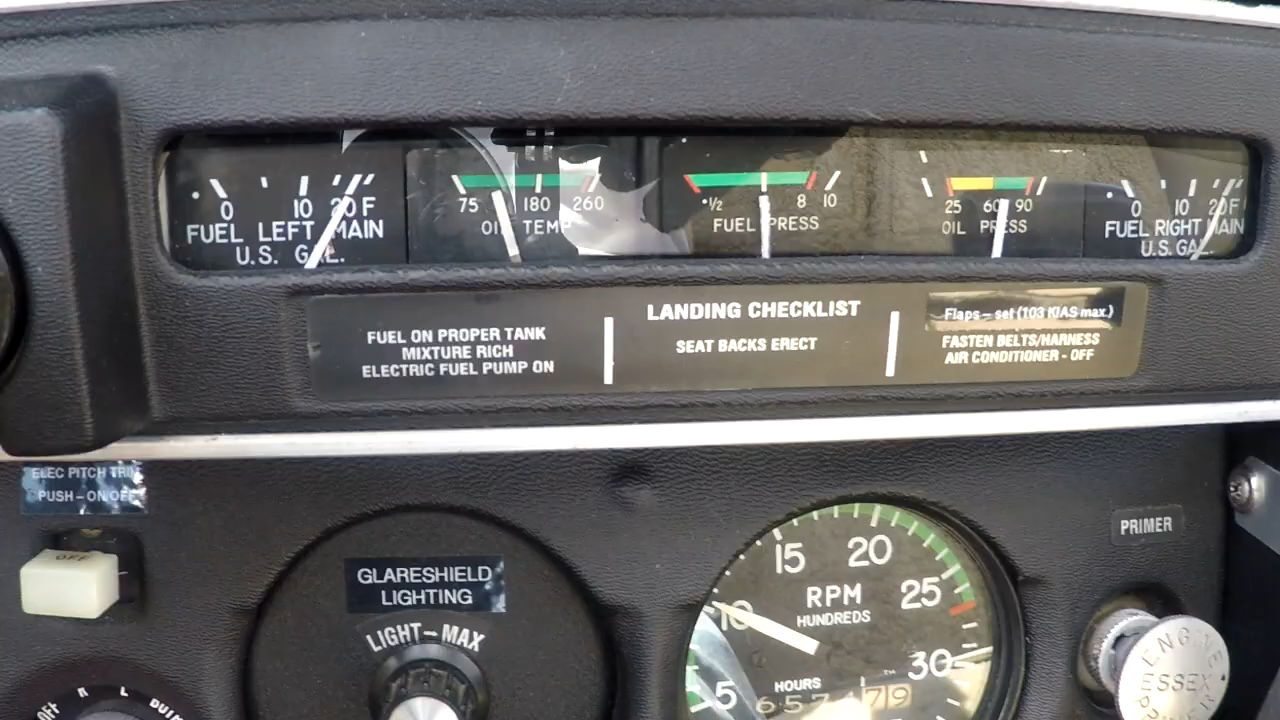 0 10 20 F
FUEL LEFT MAIN
U.S. GAL.
75 180 260
OIL TEMP
½ 8 10
FUEL PRESS
25 60 90
OIL PRESS
0 10 20 F
FUEL RIGHT MAIN
U.S. GAL.
FUEL ON PROPER TANK
MIXTURE RICH
ELECTRIC FUEL PUMP ON
LANDING CHECKLIST
SEAT BACKS ERECT
Flaps – set (103 KIAS max.)
FASTEN BELTS/HARNESS
AIR CONDITIONER - OFF
ELEC PITCH TRIM
PUSH – ON/OFF
OFF
GLARESHIELD
LIGHTING
LIGHT – MAX
OFF R L
5 10 15 20 25 30
RPM
HUNDREDS
HOURS
PRIMER
ENGINE
ESSEX